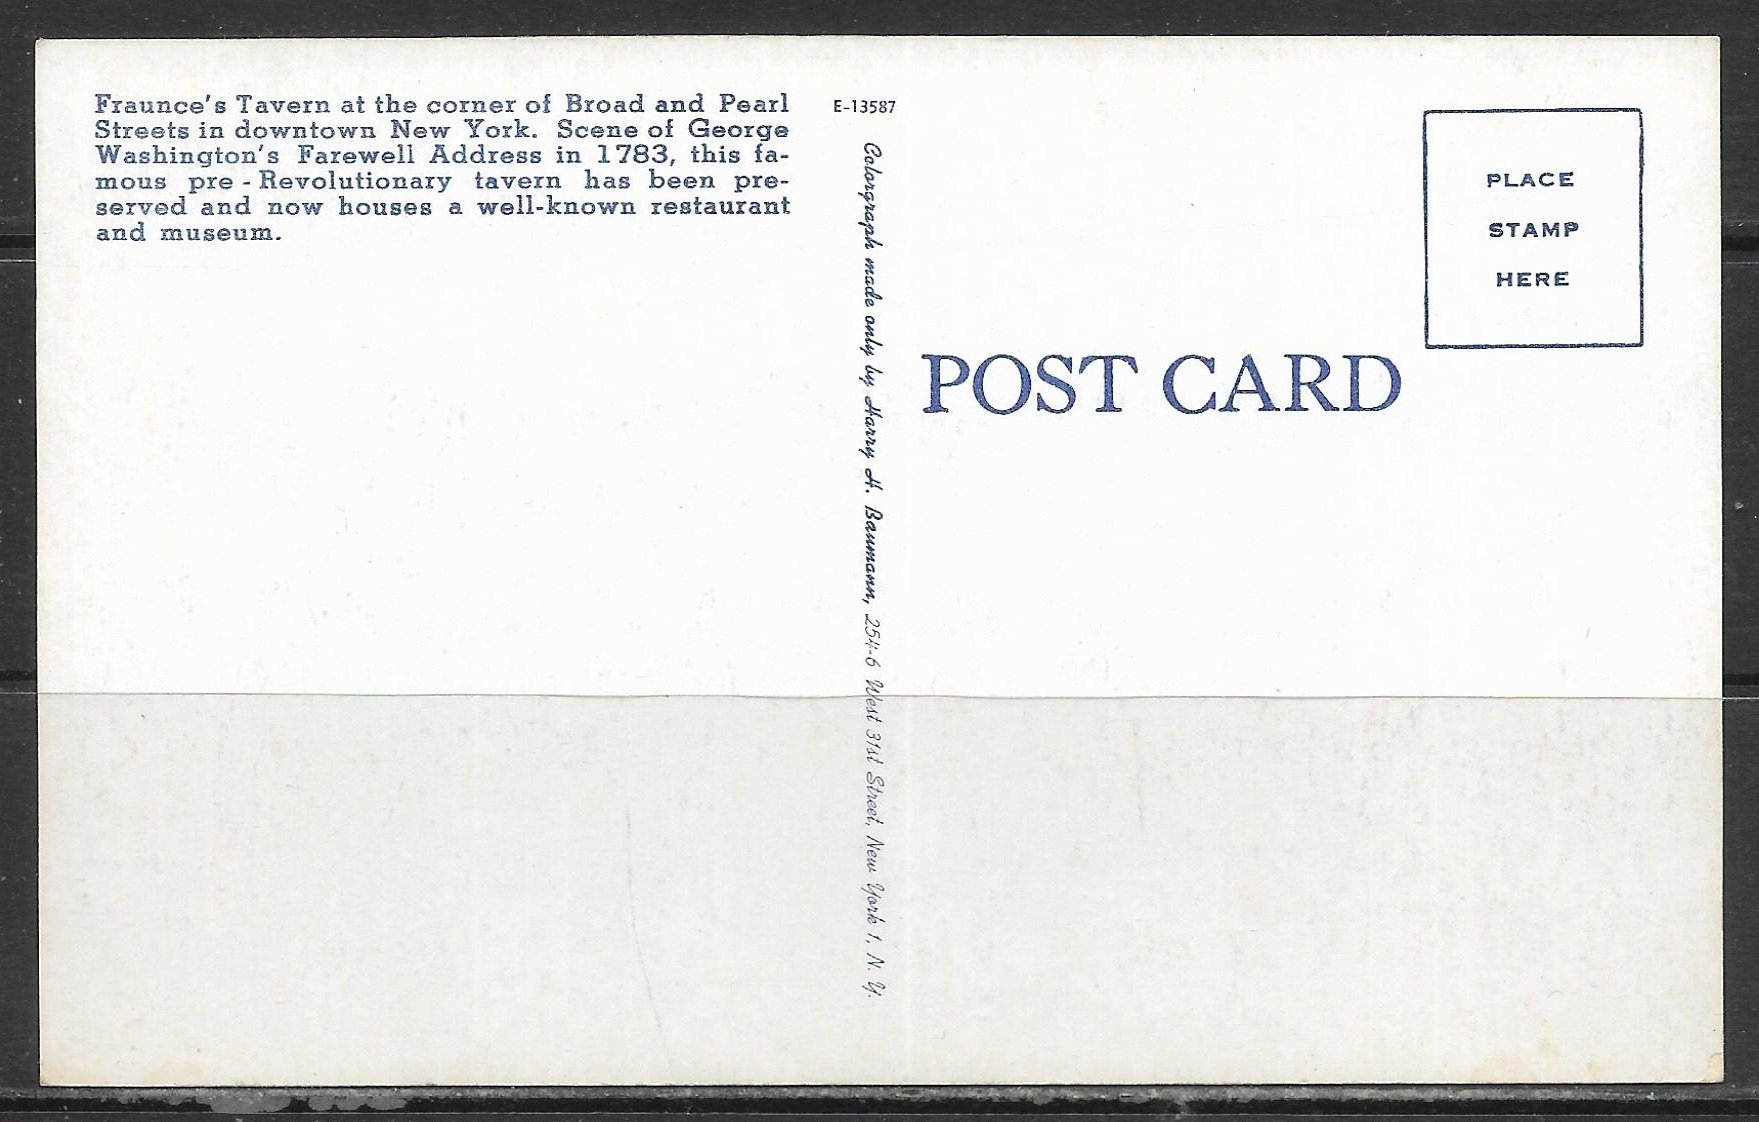 Fraunce's Tavern at the corner of Broad and Pearl
Streets in downtown New York. Scene of George
Washington's Farewell Address in 1783, this fa-
mous pre - Revolutionary tavern has been pre-
served and now houses a well-known restaurant
and museum.
E-13587
Colorgraph made only by Harry H. Baumann, 254-6 West 31st Street, New York 1, N. Y.
PLACE
STAMP
HERE
POST CARD